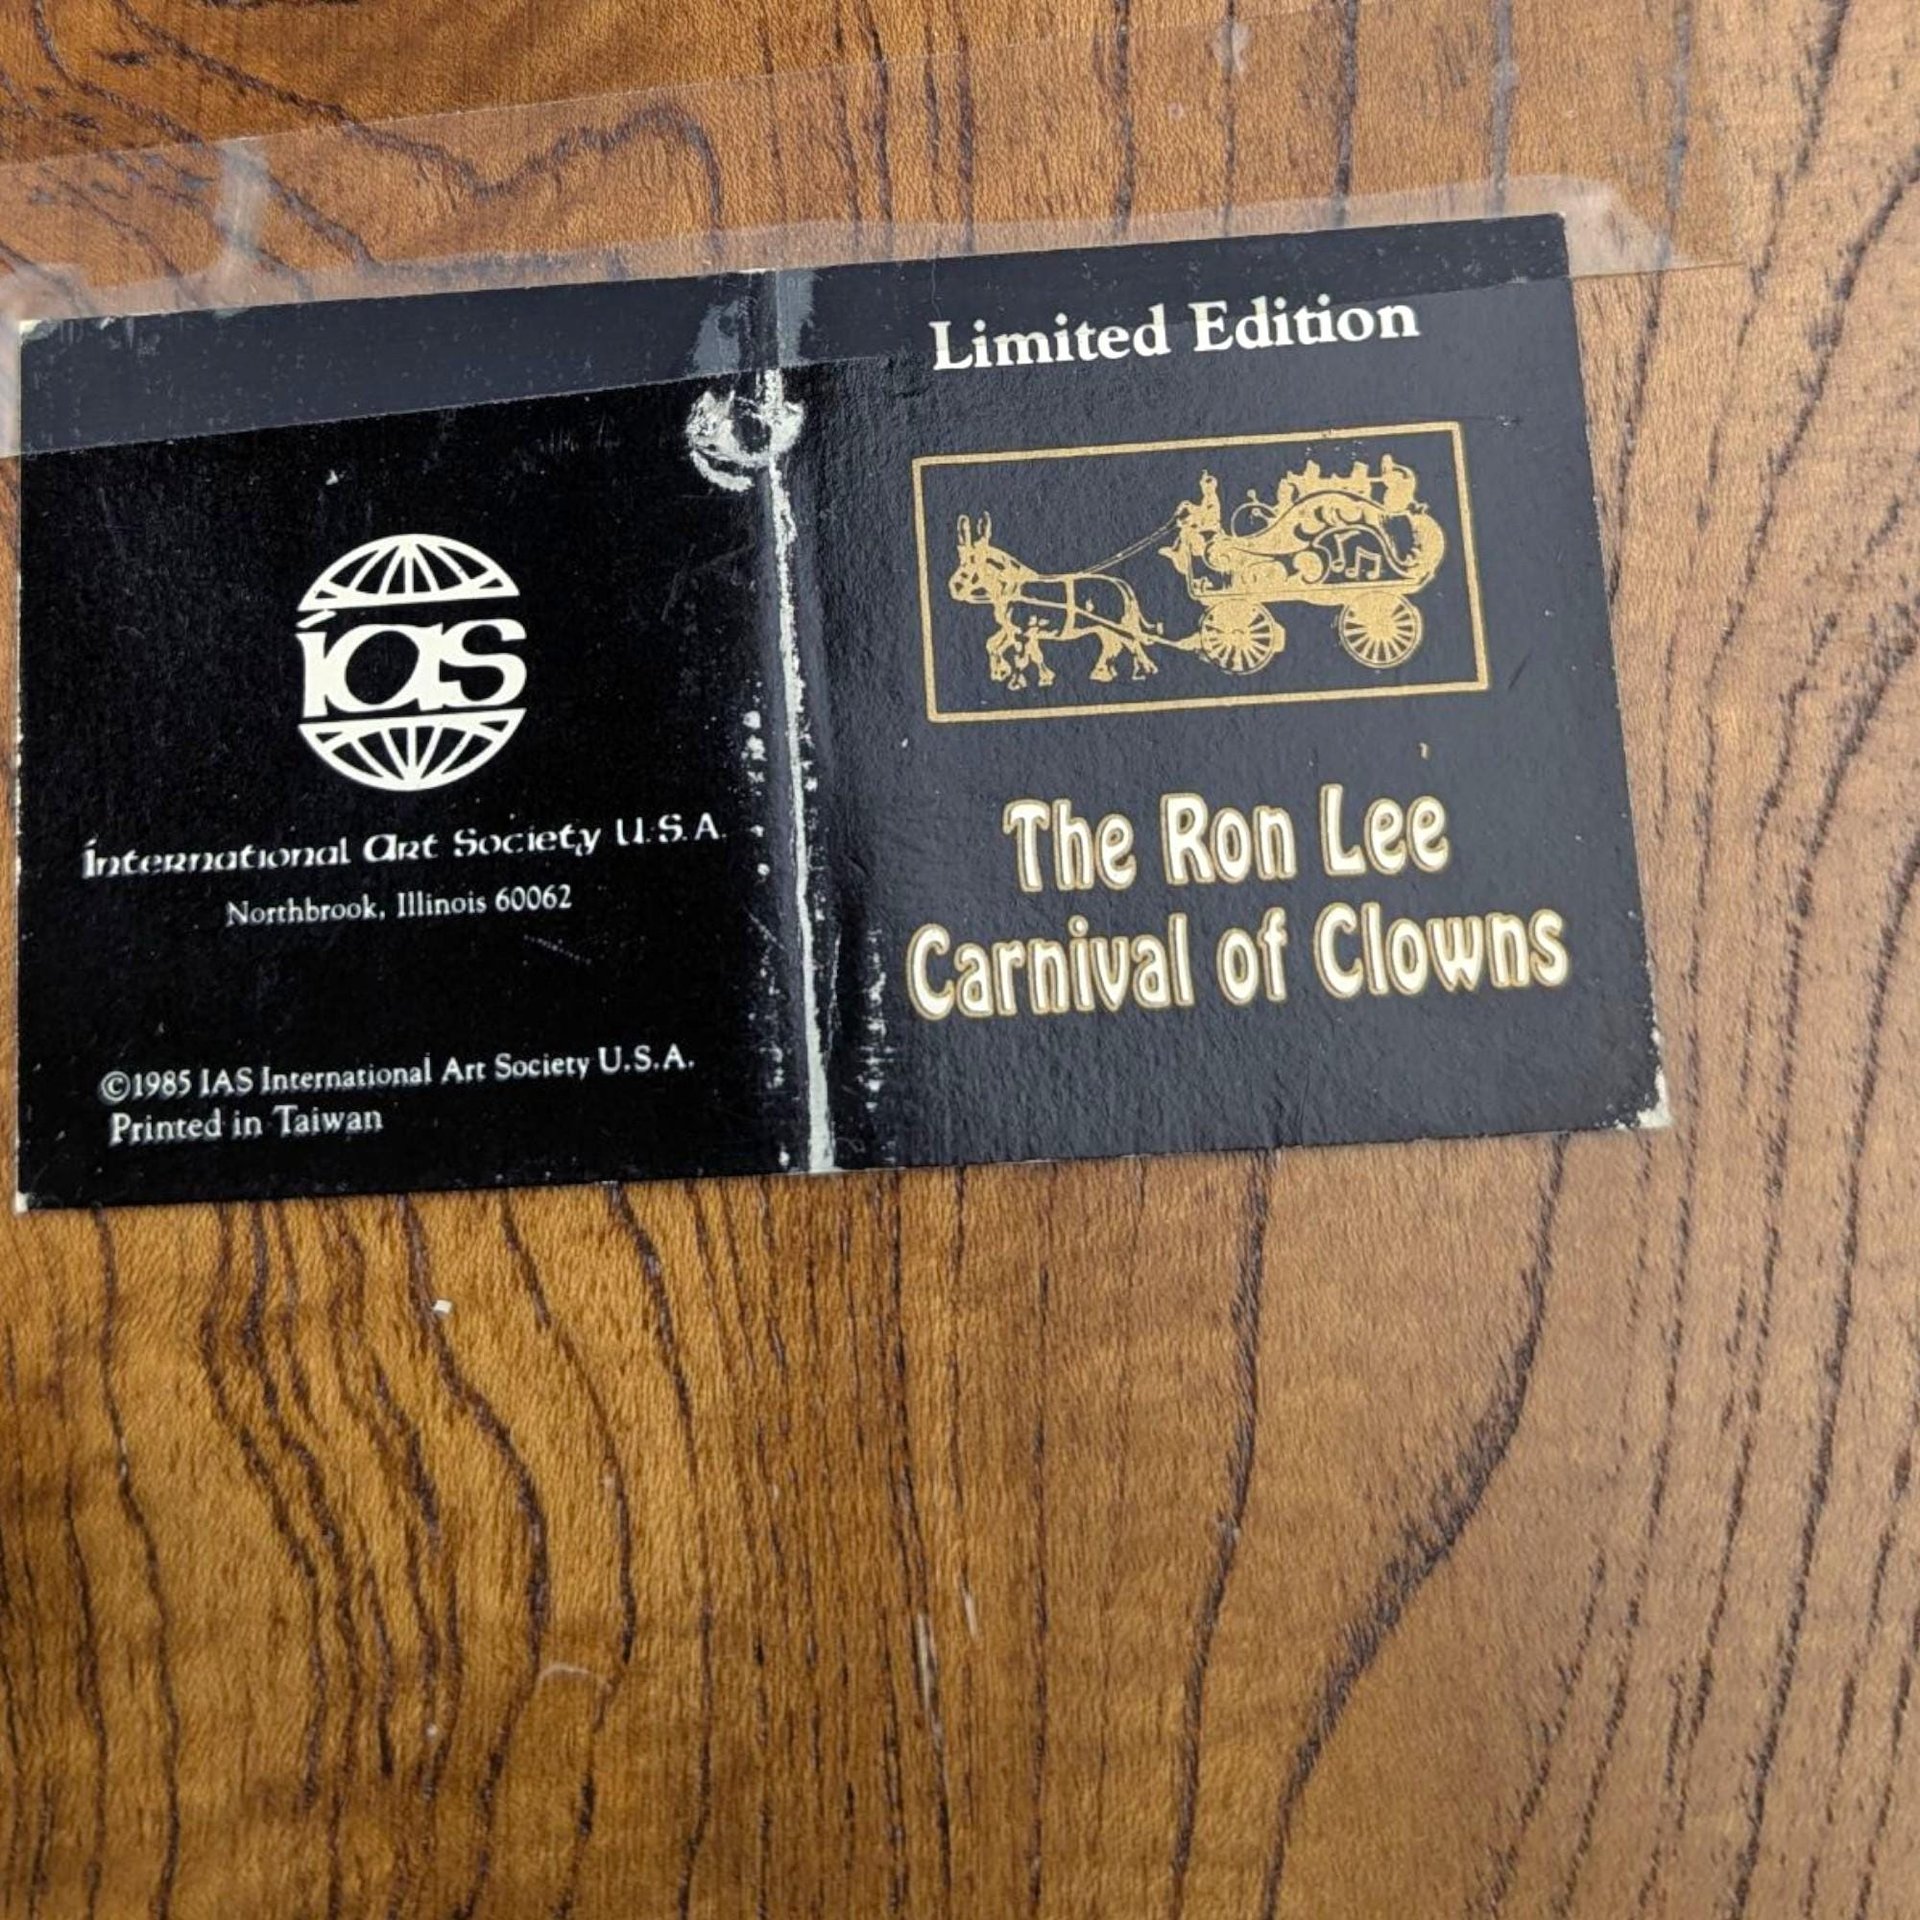 ias
International Art Society U.S.A.
Northbrook, Illinois 60062
©1985 IAS International Art Society U.S.A.
Printed in Taiwan
Limited Edition
The Ron Lee
Carnival of Clowns